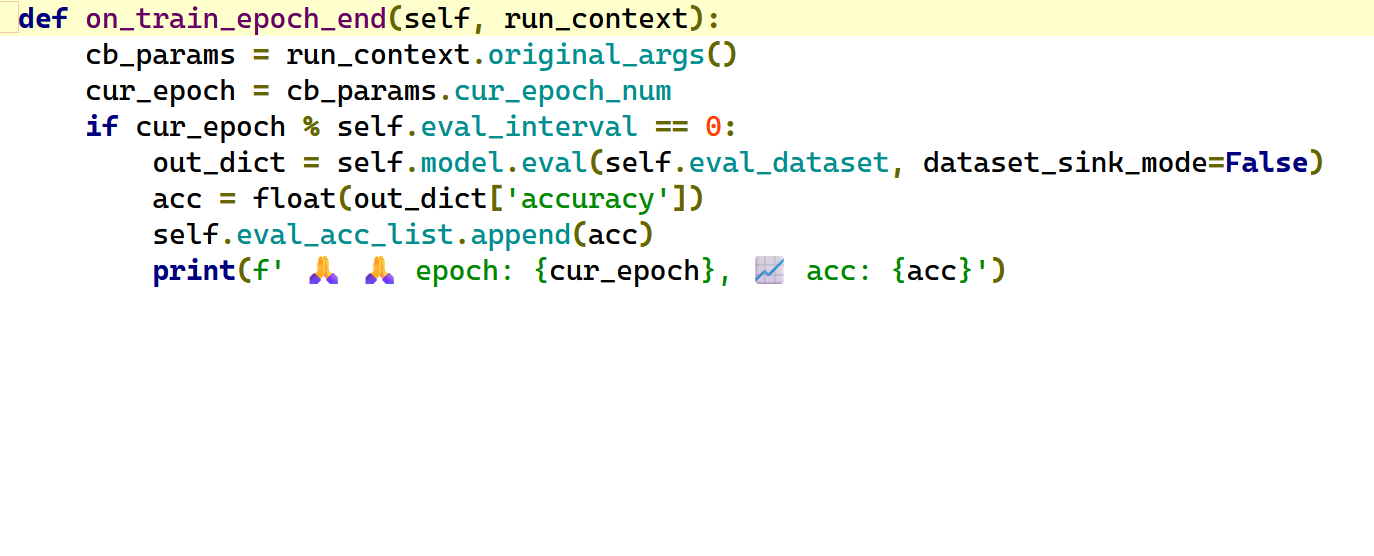 def on_train_epoch_end(self, run_context):
    cb_params = run_context.original_args()
    cur_epoch = cb_params.cur_epoch_num
    if cur_epoch % self.eval_interval == 0:
        out_dict = self.model.eval(self.eval_dataset, dataset_sink_mode=False)
        acc = float(out_dict['accuracy'])
        self.eval_acc_list.append(acc)
        print(f' 🙏 🙏 epoch: {cur_epoch}, 📈 acc: {acc}')